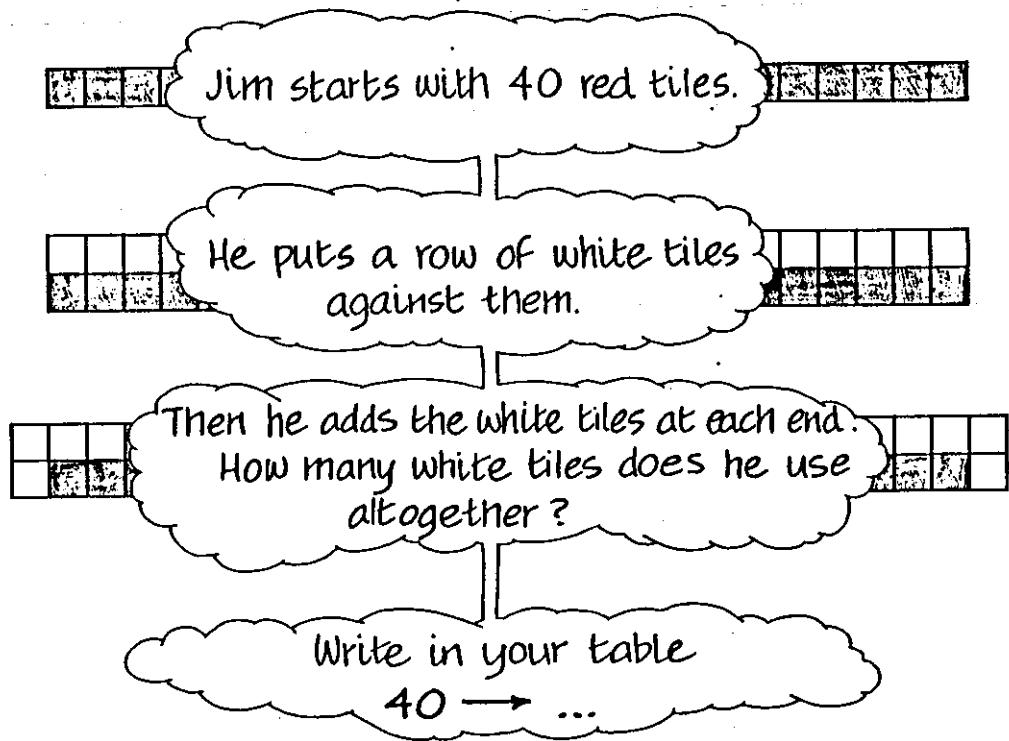 Jim starts with 40 red tiles.
He puts a row of white tiles
against them.
Then he adds the white tiles at each end.
How many white tiles does he use
altogether?
Write in your table
40 → ...